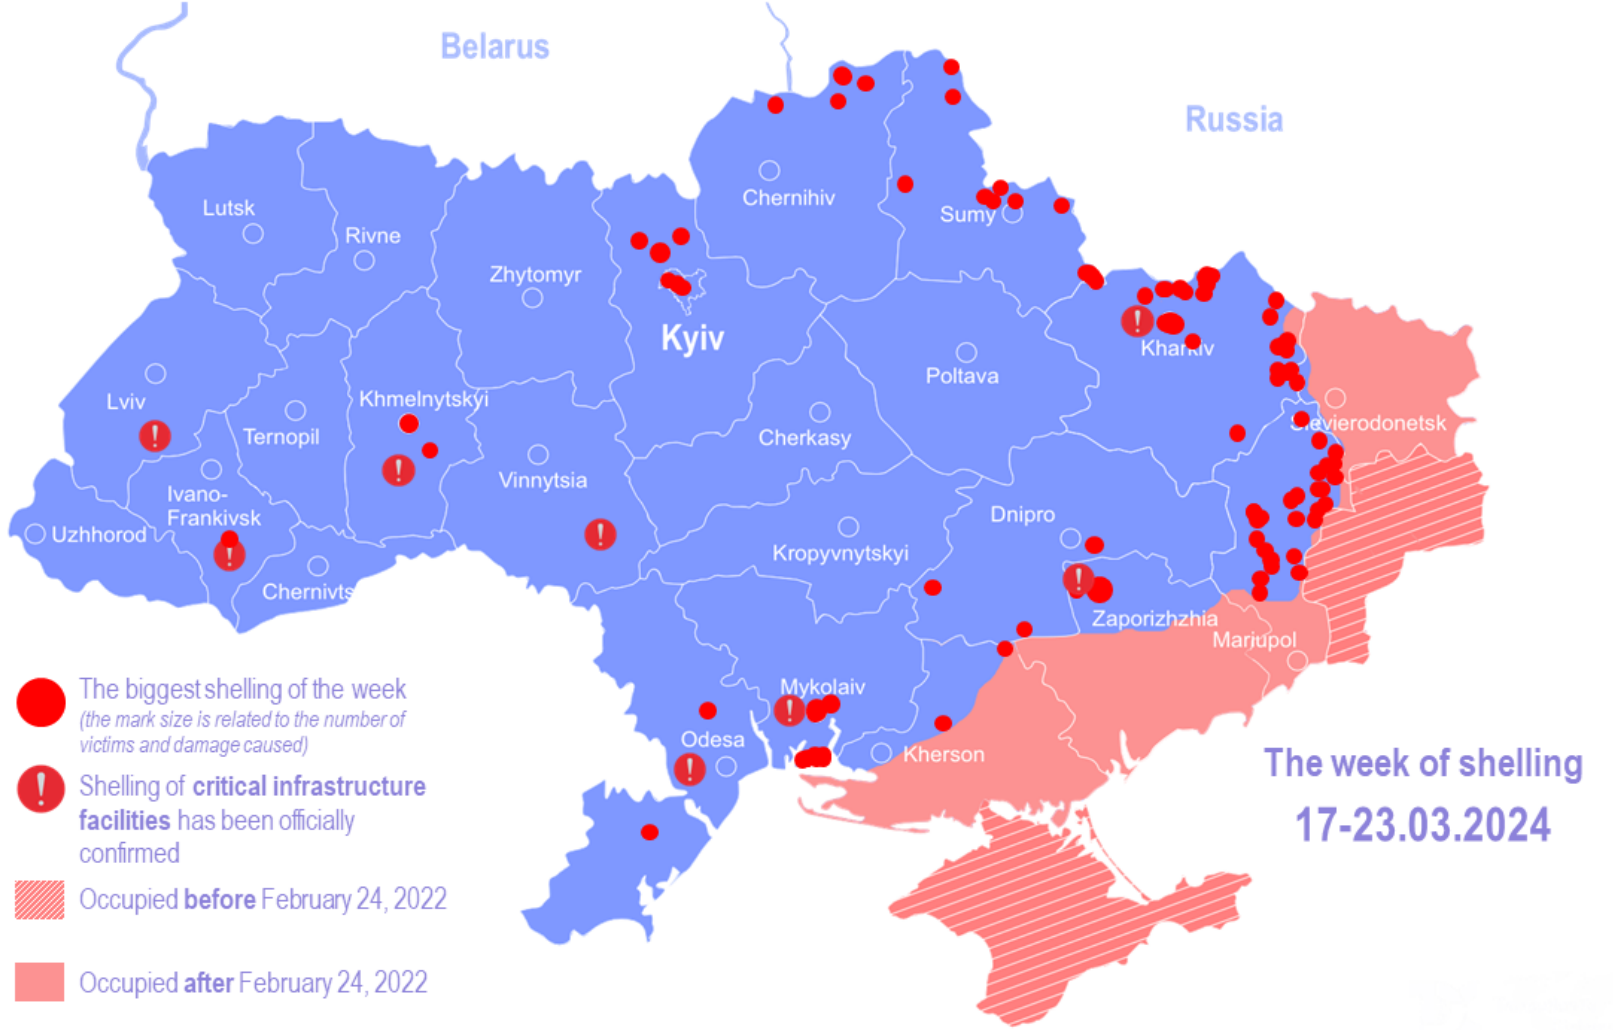 Belarus
Russia
Chernihiv
Lutsk
Sumy
Rivne
Zhytomyr
Kyiv
Kharkiv
Poltava
Lviv
Khmelnytskyi
Sievierodonetsk
Ternopil
Cherkasy
Vinnytsia
Ivano-
Frankivsk
Dnipro
Uzhhorod
Kropyvnytskyi
Chernivts
Zaporizhzhia
Mariupol
Mykolaiv
Odesa
Kherson
The biggest shelling of the week
(the mark size is related to the number of
victims and damage caused)
Shelling of critical infrastructure
facilities has been officially
confirmed
Occupied before February 24, 2022
Occupied after February 24, 2022
The week of shelling
17-23.03.2024